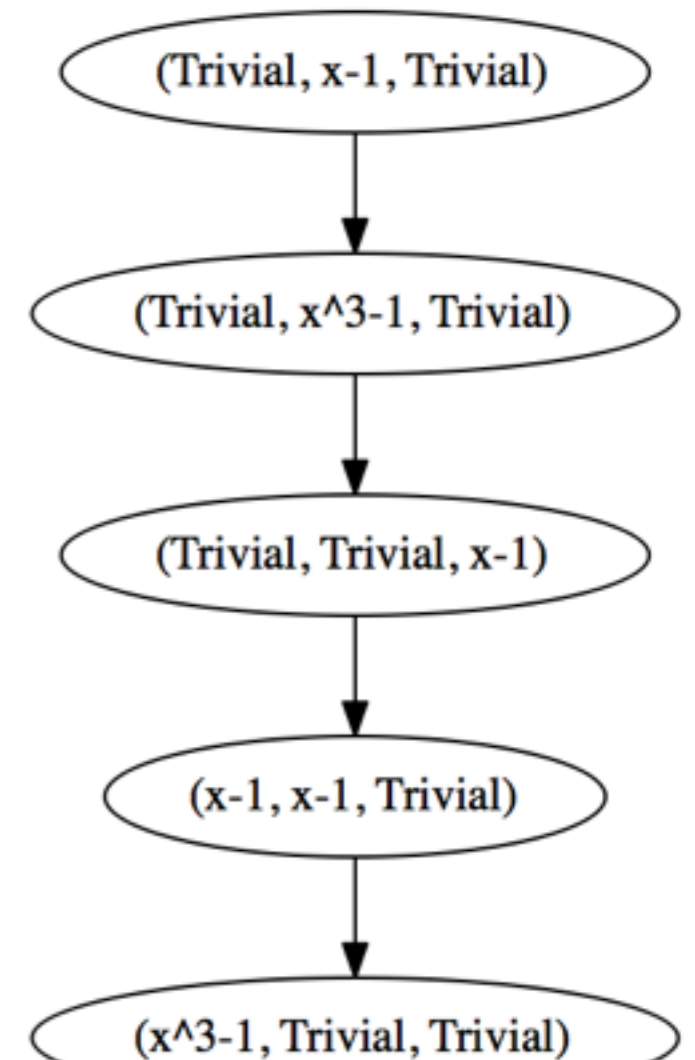 (Trivial, x-1, Trivial)
(Trivial, x^3-1, Trivial)
(Trivial, Trivial, x-1)
(x-1, x-1, Trivial)
(x^3-1, Trivial, Trivial)